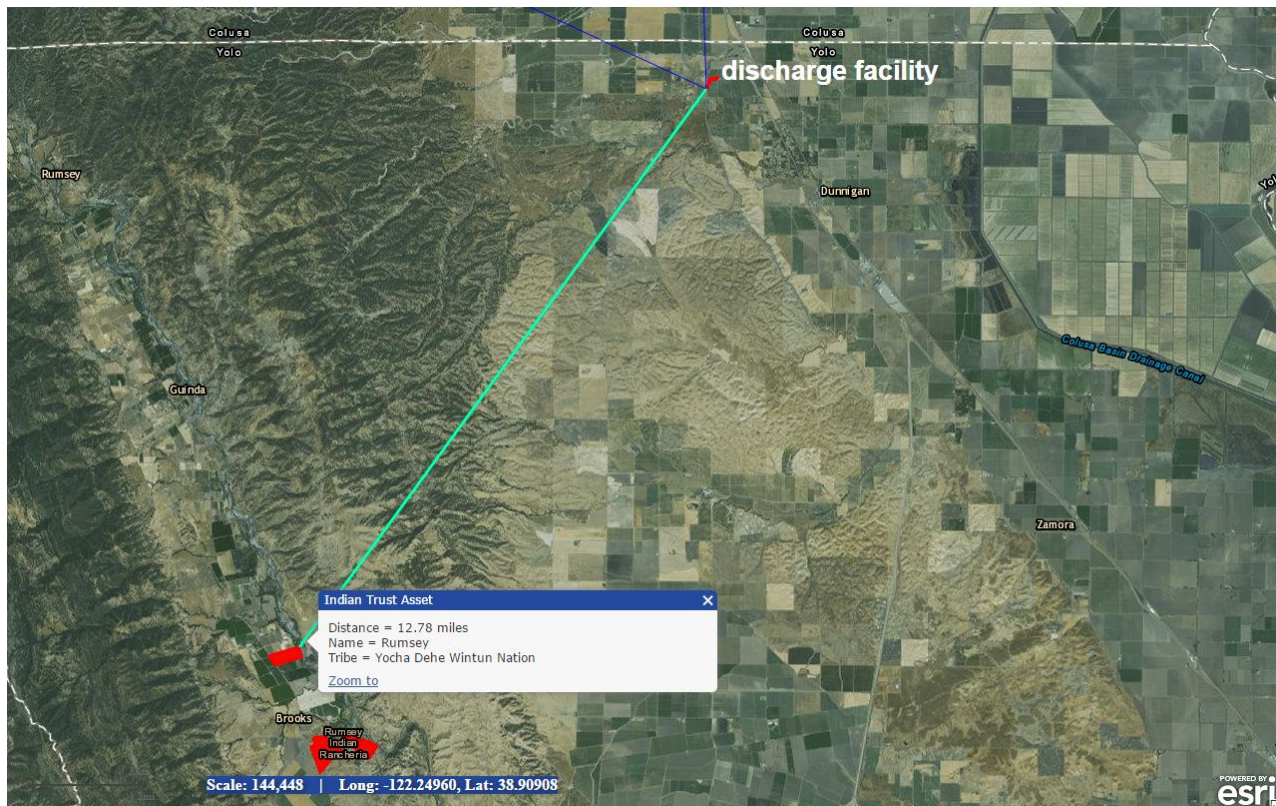 Colusa
Yolo
Colusa
Yolo
discharge facility
Rumsey
Dunnigan
Colusa Basin Drainage Canal
Guinda
Zamora
Indian Trust Asset
Distance = 12.78 miles
Name = Rumsey
Tribe = Yocha Dehe Wintun Nation
Zoom to
Brooks
Rumsey
Indian
Rancheria
Scale: 144,448 | Long: -122.24960, Lat: 38.90908
POWERED BY
esri